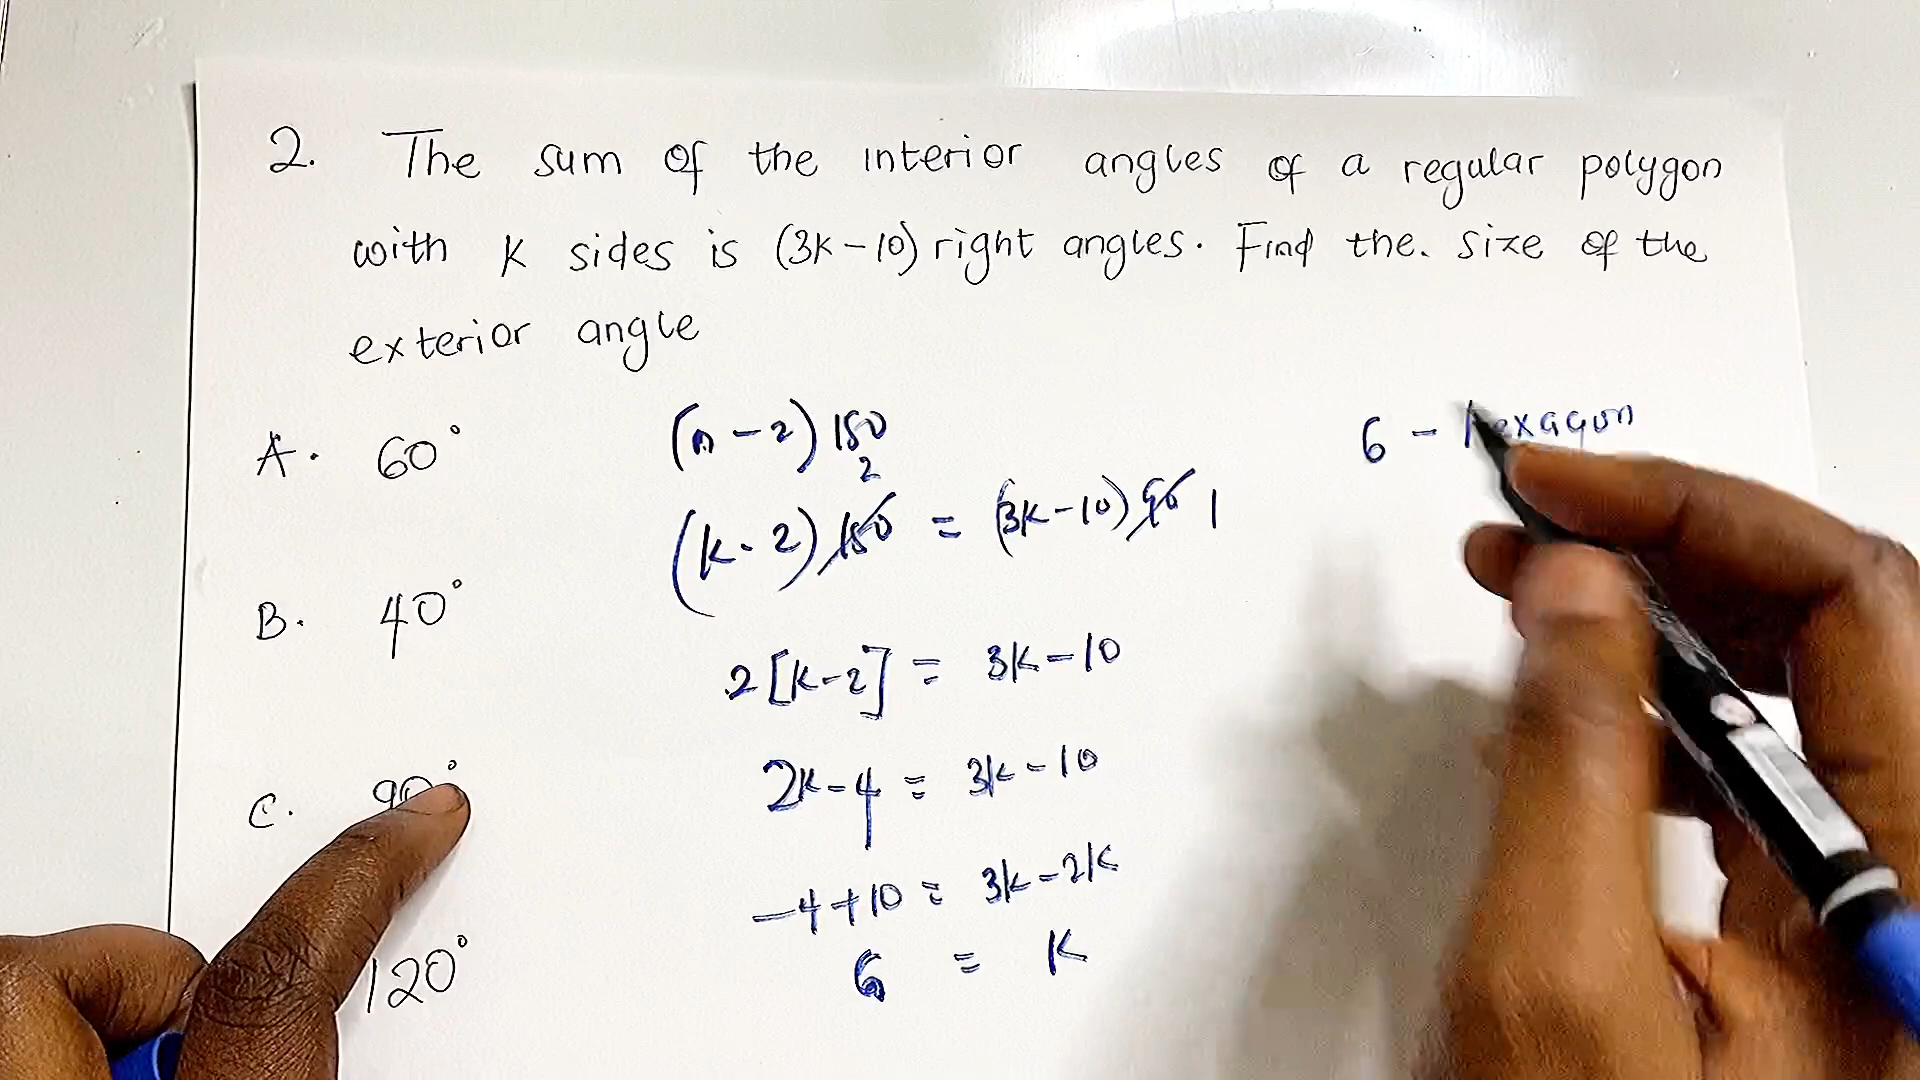 2. The sum of the interior angles of a regular polygon
with K sides is (3K-10) right angles. Find the. size of the
exterior angle
A. 60°
B. 40°
C. 90°
120°
(n-2)180
2
(K-2)180 = (3K-10)90 1
2[K-2] = 3K-10
2K-4 = 3K-10
-4+10 = 3K-2K
6 = K
6 - hexagon